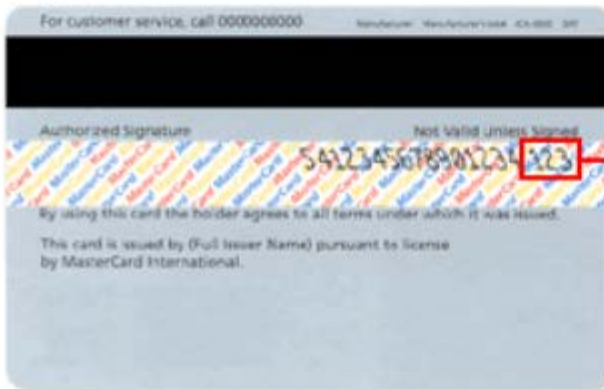 For customer service, call 0000000000
Authorized Signature
Not Valid Unless Signed
5412345678901234 123
By using this card the holder agrees to all terms under which it was issued.
This card is issued by (Full Issuer Name) pursuant to license
by MasterCard International.